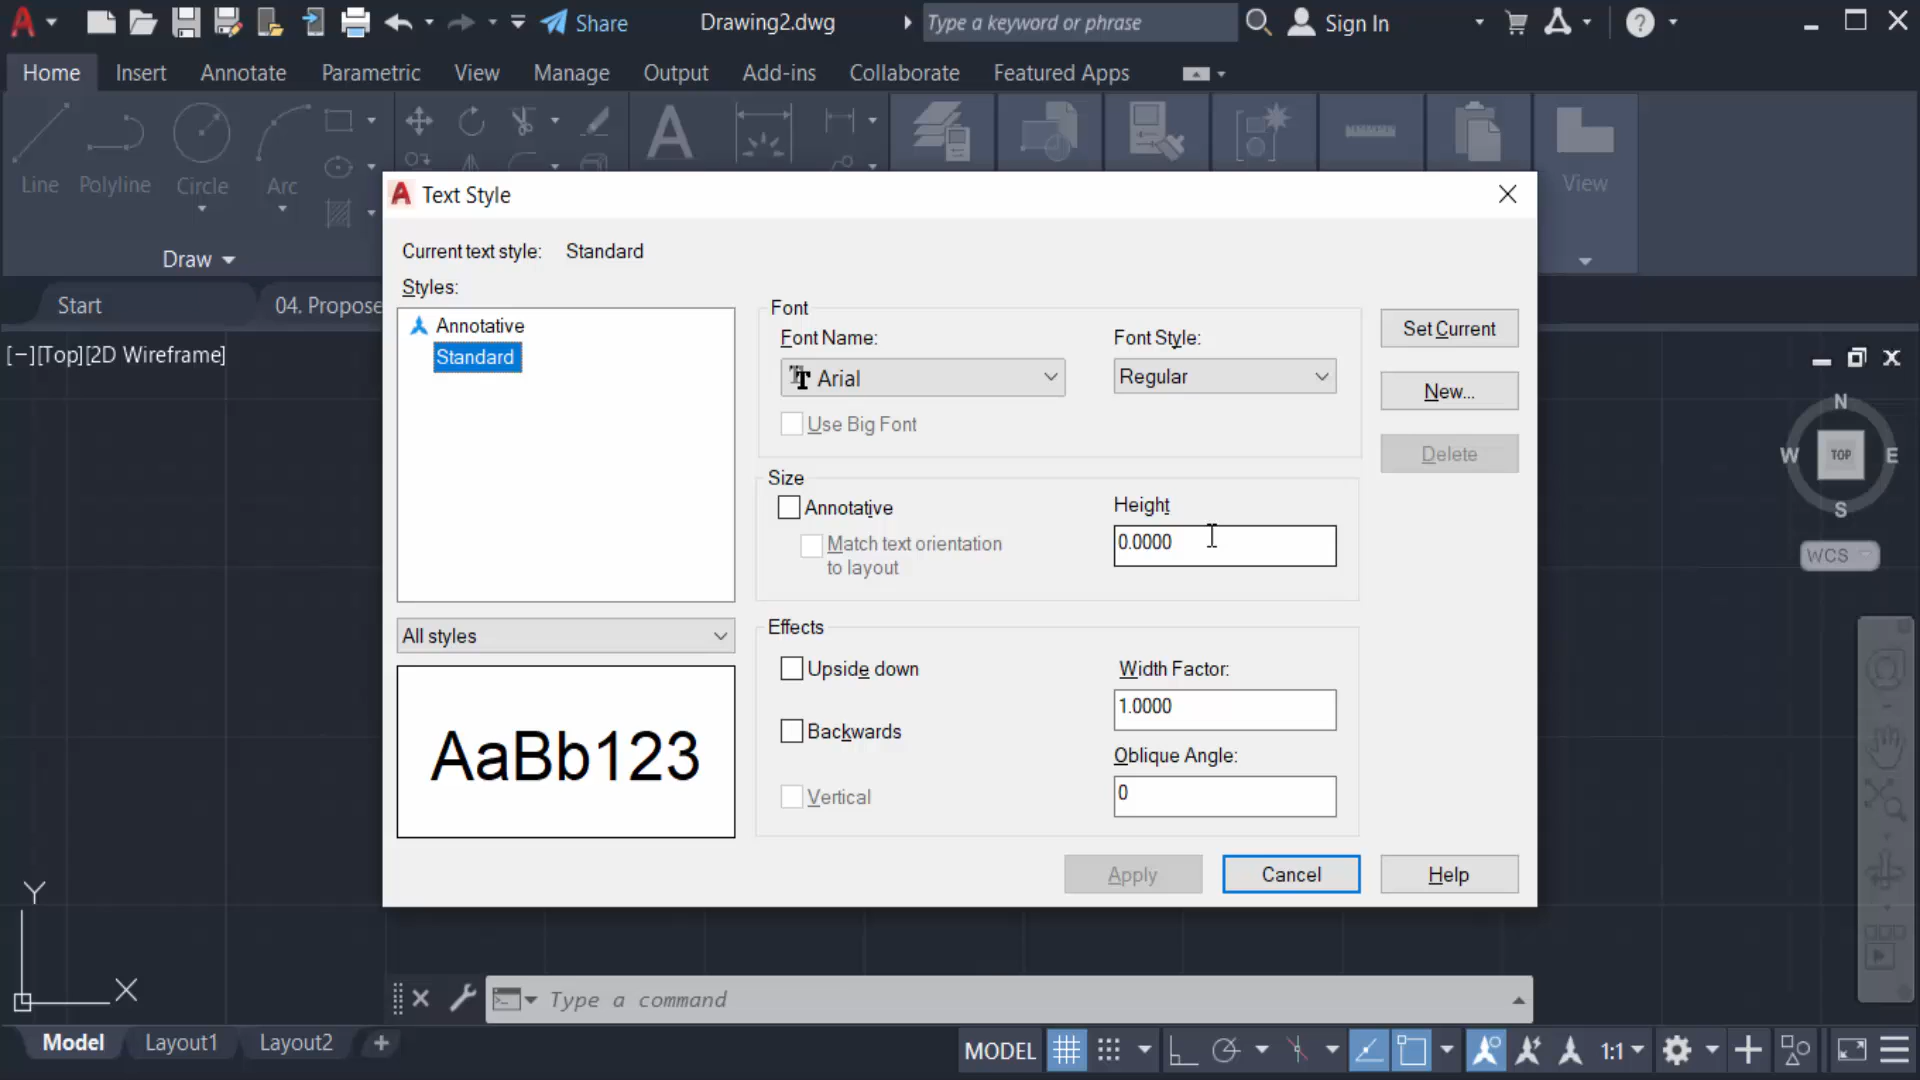 Share
Drawing2.dwg
Type a keyword or phrase
Sign In
Home
Insert
Annotate
Parametric
View
Manage
Output
Add-ins
Collaborate
Featured Apps
Line
Polyline
Circle
Arc
View
Draw
Start
04. Propose
[−][Top][2D Wireframe]
Text Style
Current text style: Standard
Styles:
Annotative
Standard
All styles
AaBb123
Font
Font Name:
Arial
Use Big Font
Font Style:
Regular
Size
Annotative
Match text orientation
to layout
Height
0.0000
Effects
Upside down
Backwards
Vertical
Width Factor:
1.0000
Oblique Angle:
0
Set Current
New...
Delete
Apply
Cancel
Help
N
W
TOP
E
S
WCS
Y
X
Type a command
Model
Layout1
Layout2
MODEL
1:1